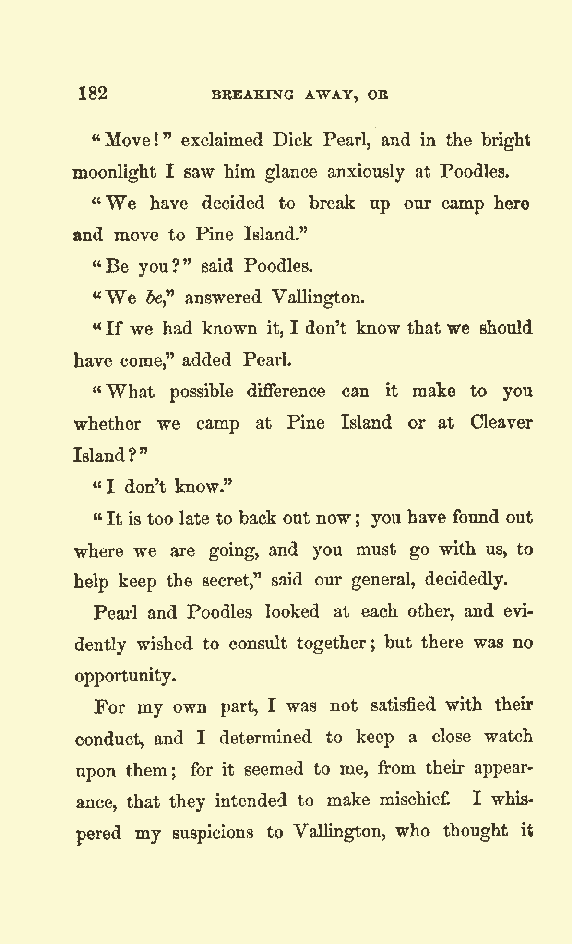 182 BREAKING AWAY, OR
"Move!" exclaimed Dick Pearl, and in the bright
moonlight I saw him glance anxiously at Poodles.
"We have decided to break up our camp here
and move to Pine Island."
"Be you?" said Poodles.
"We be," answered Vallington.
"If we had known it, I don't know that we should
have come," added Pearl.
"What possible difference can it make to you
whether we camp at Pine Island or at Cleaver
Island?"
"I don't know."
"It is too late to back out now; you have found out
where we are going, and you must go with us, to
help keep the secret," said our general, decidedly.
Pearl and Poodles looked at each other, and evi-
dently wished to consult together; but there was no
opportunity.
For my own part, I was not satisfied with their
conduct, and I determined to keep a close watch
upon them; for it seemed to me, from their appear-
ance, that they intended to make mischief. I whis-
pered my suspicions to Vallington, who thought it